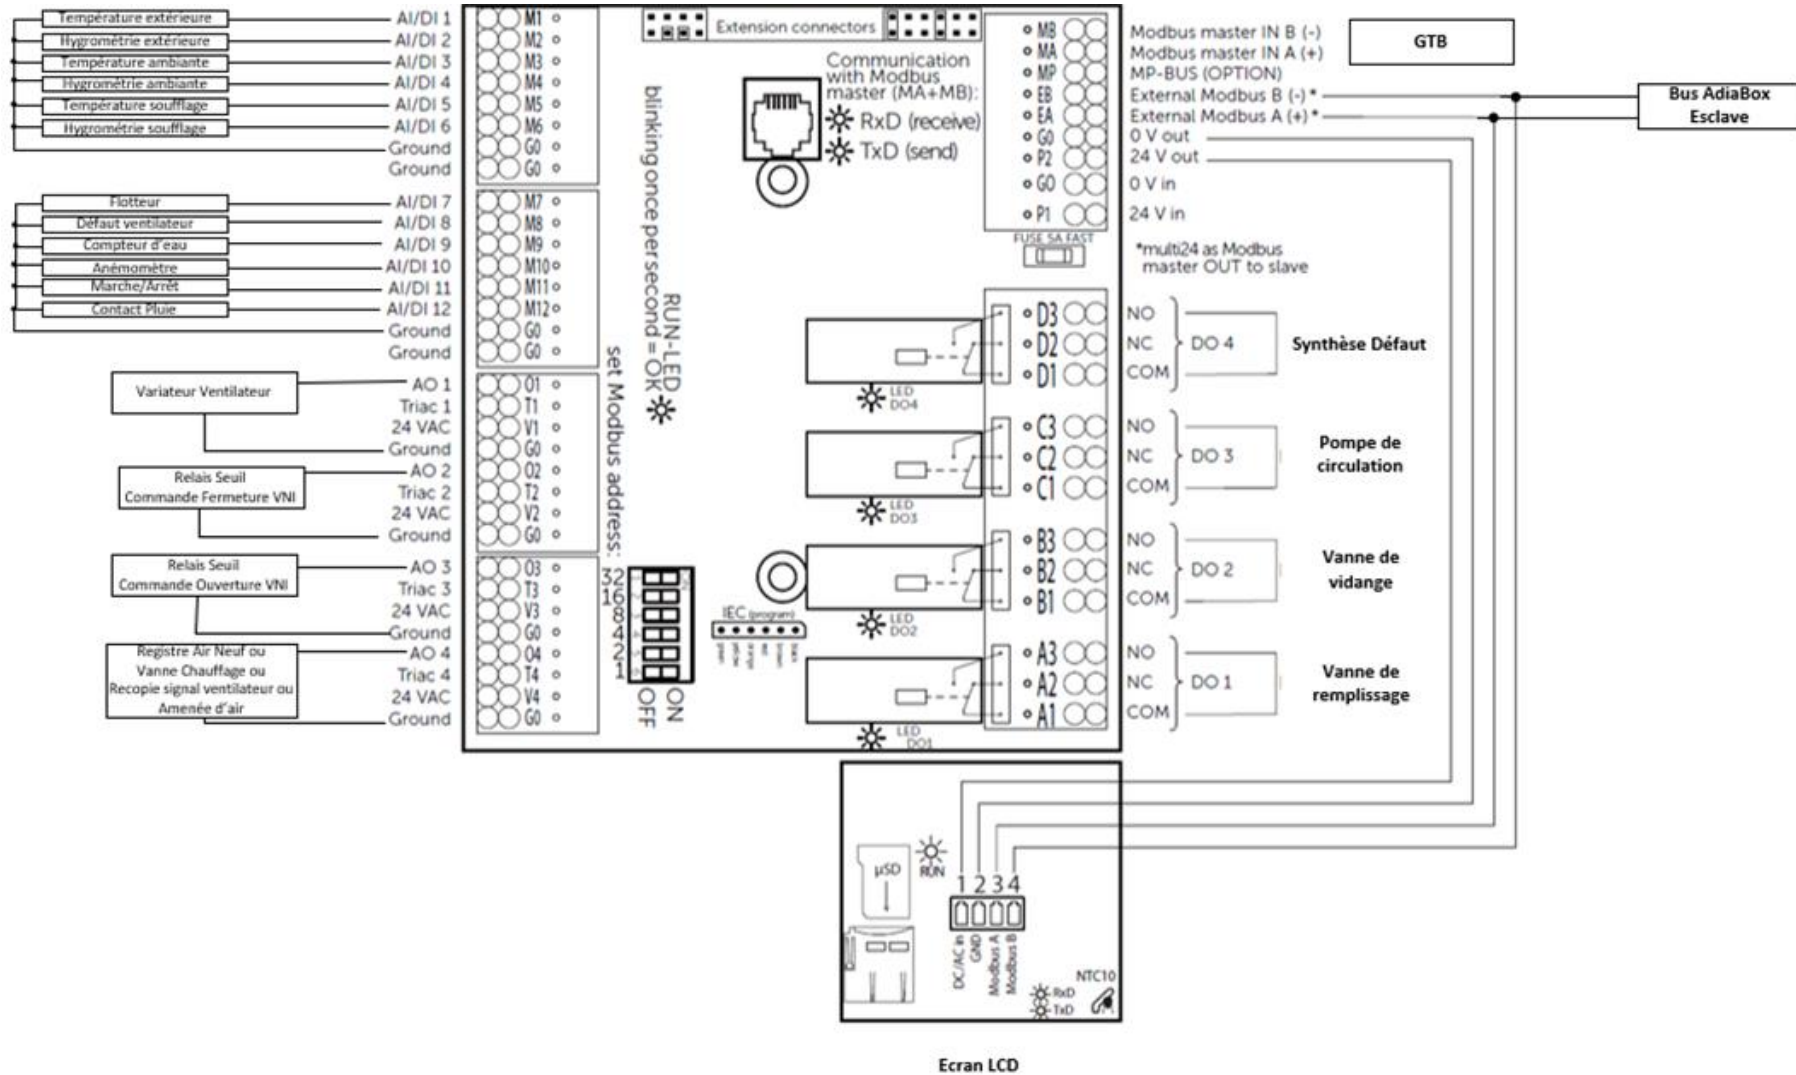 Température extérieure AI/DI 1 M1
Hygrométrie extérieure AI/DI 2 M2
Température ambiante AI/DI 3 M3
Hygrométrie ambiante AI/DI 4 M4
Température soufflage AI/DI 5 M5
Hygrométrie soufflage AI/DI 6 M6
Ground G0
Ground G0
Flotteur AI/DI 7 M7
Défaut ventilateur AI/DI 8 M8
Compteur d'eau AI/DI 9 M9
Anémomètre AI/DI 10 M10
Marche/Arrêt AI/DI 11 M11
Contact Pluie AI/DI 12 M12
Ground G0
Ground G0
Variateur Ventilateur
AO 1 O1
Triac 1 T1
24 VAC V1
Ground G0
Relais Seuil
Commande Fermeture VNI
AO 2 O2
Triac 2 T2
24 VAC V2
Ground G0
Relais Seuil
Commande Ouverture VNI
AO 3 O3
Triac 3 T3
24 VAC V3
Ground G0
Registre Air Neuf ou
Vanne Chauffage ou
Recopie signal ventilateur ou
Amenée d'air
AO 4 O4
Triac 4 T4
24 VAC V4
Ground G0
Extension connectors
Communication
with Modbus
master (MA+MB):
RxD (receive)
TxD (send)
blinking once per second = OK
RUN-LED
set Modbus address:
32
16
8
4
2
1
OFF
ON
IEC (program)
green
yellow
orange
red
brown
black
MB Modbus master IN B (-)
MA Modbus master IN A (+)
MP MP-BUS (OPTION)
EB External Modbus B (-) *
EA External Modbus A (+) *
G0 0 V out
P2 24 V out
G0 0 V in
P1 24 V in
GTB
Bus AdiaBox
Esclave
FUSE 5A FAST
*multi24 as Modbus
master OUT to slave
LED
DO4
D3 NO
D2 NC
D1 COM
DO 4
Synthèse Défaut
LED
DO3
C3 NO
C2 NC
C1 COM
DO 3
Pompe de
circulation
LED
DO2
B3 NO
B2 NC
B1 COM
DO 2
Vanne de
vidange
LED
DO1
A3 NO
A2 NC
A1 COM
DO 1
Vanne de
remplissage
µSD
RUN
1 2 3 4
DC/AC in
GND
Modbus A
Modbus B
NTC10
RxD
TxD
Ecran LCD